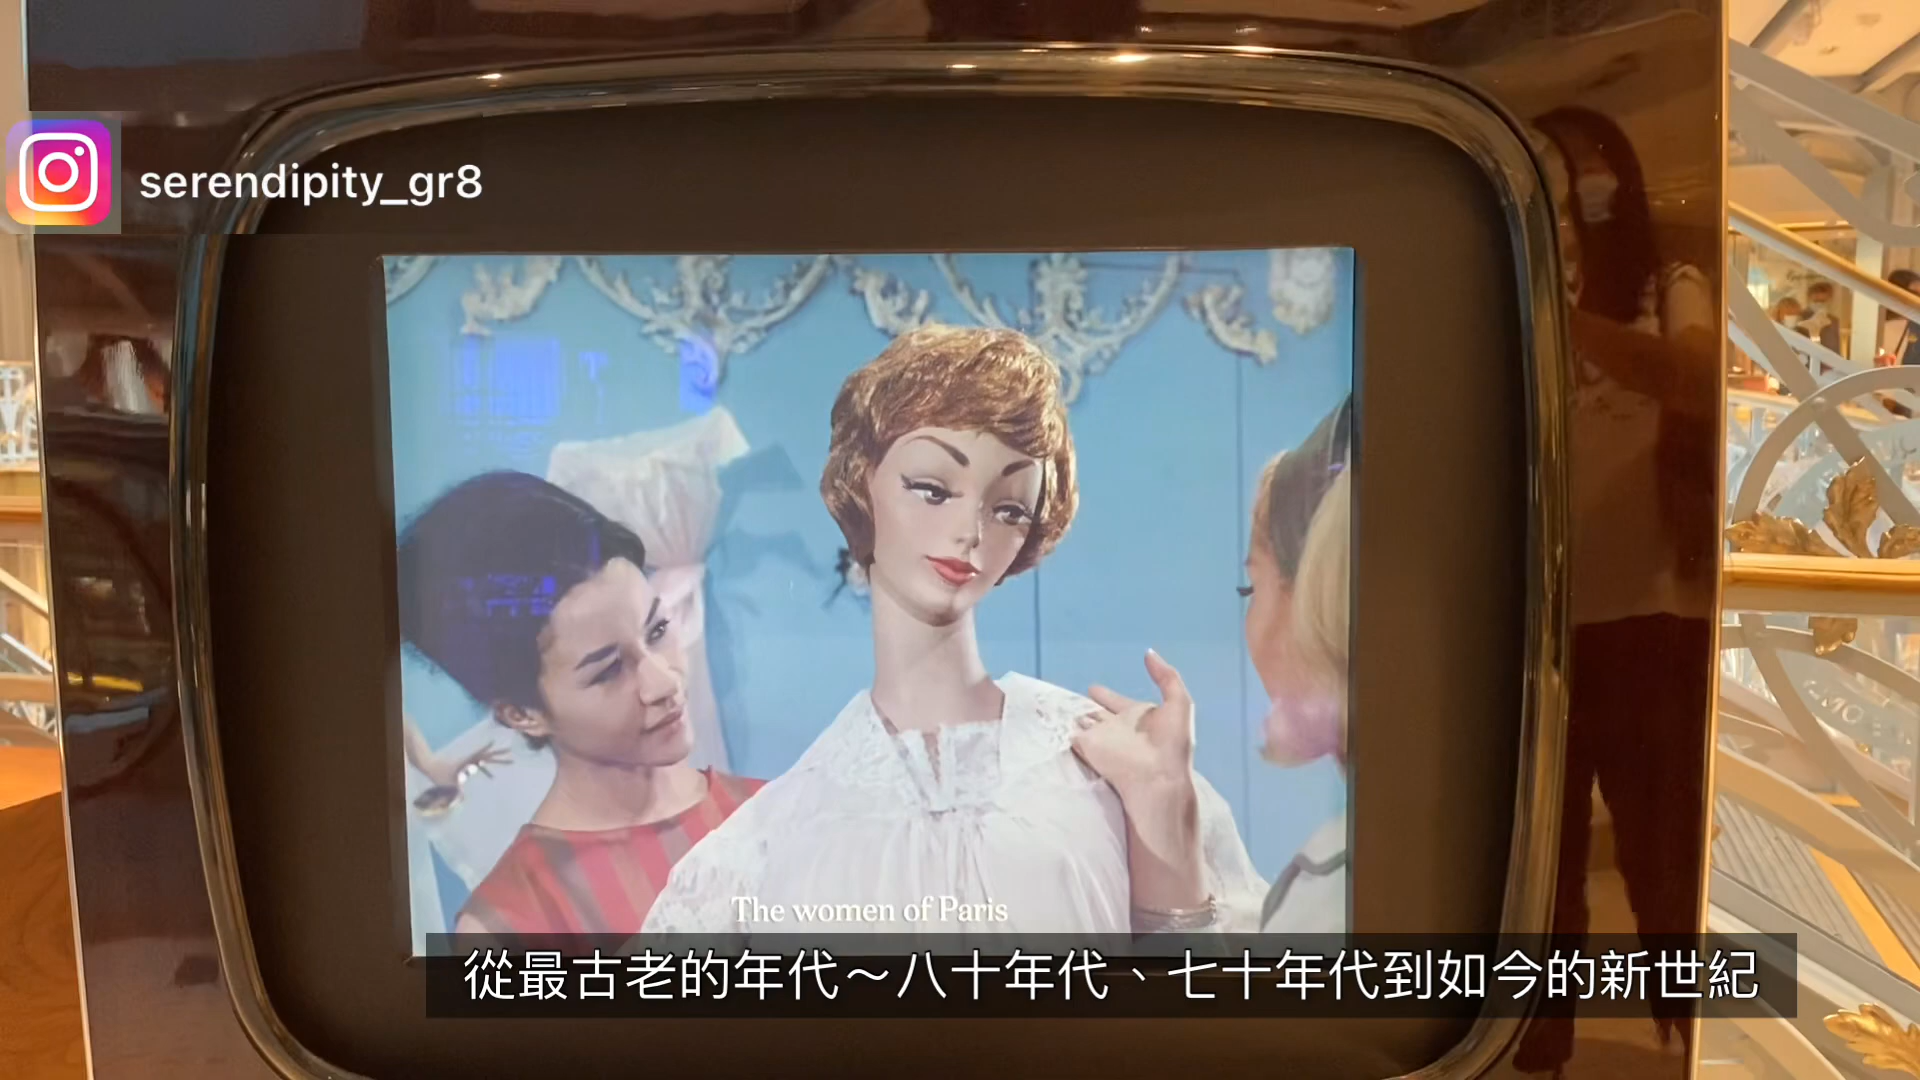 serendipity_gr8
The women of Paris
從最古老的年代～八十年代、七十年代到如今的新世紀